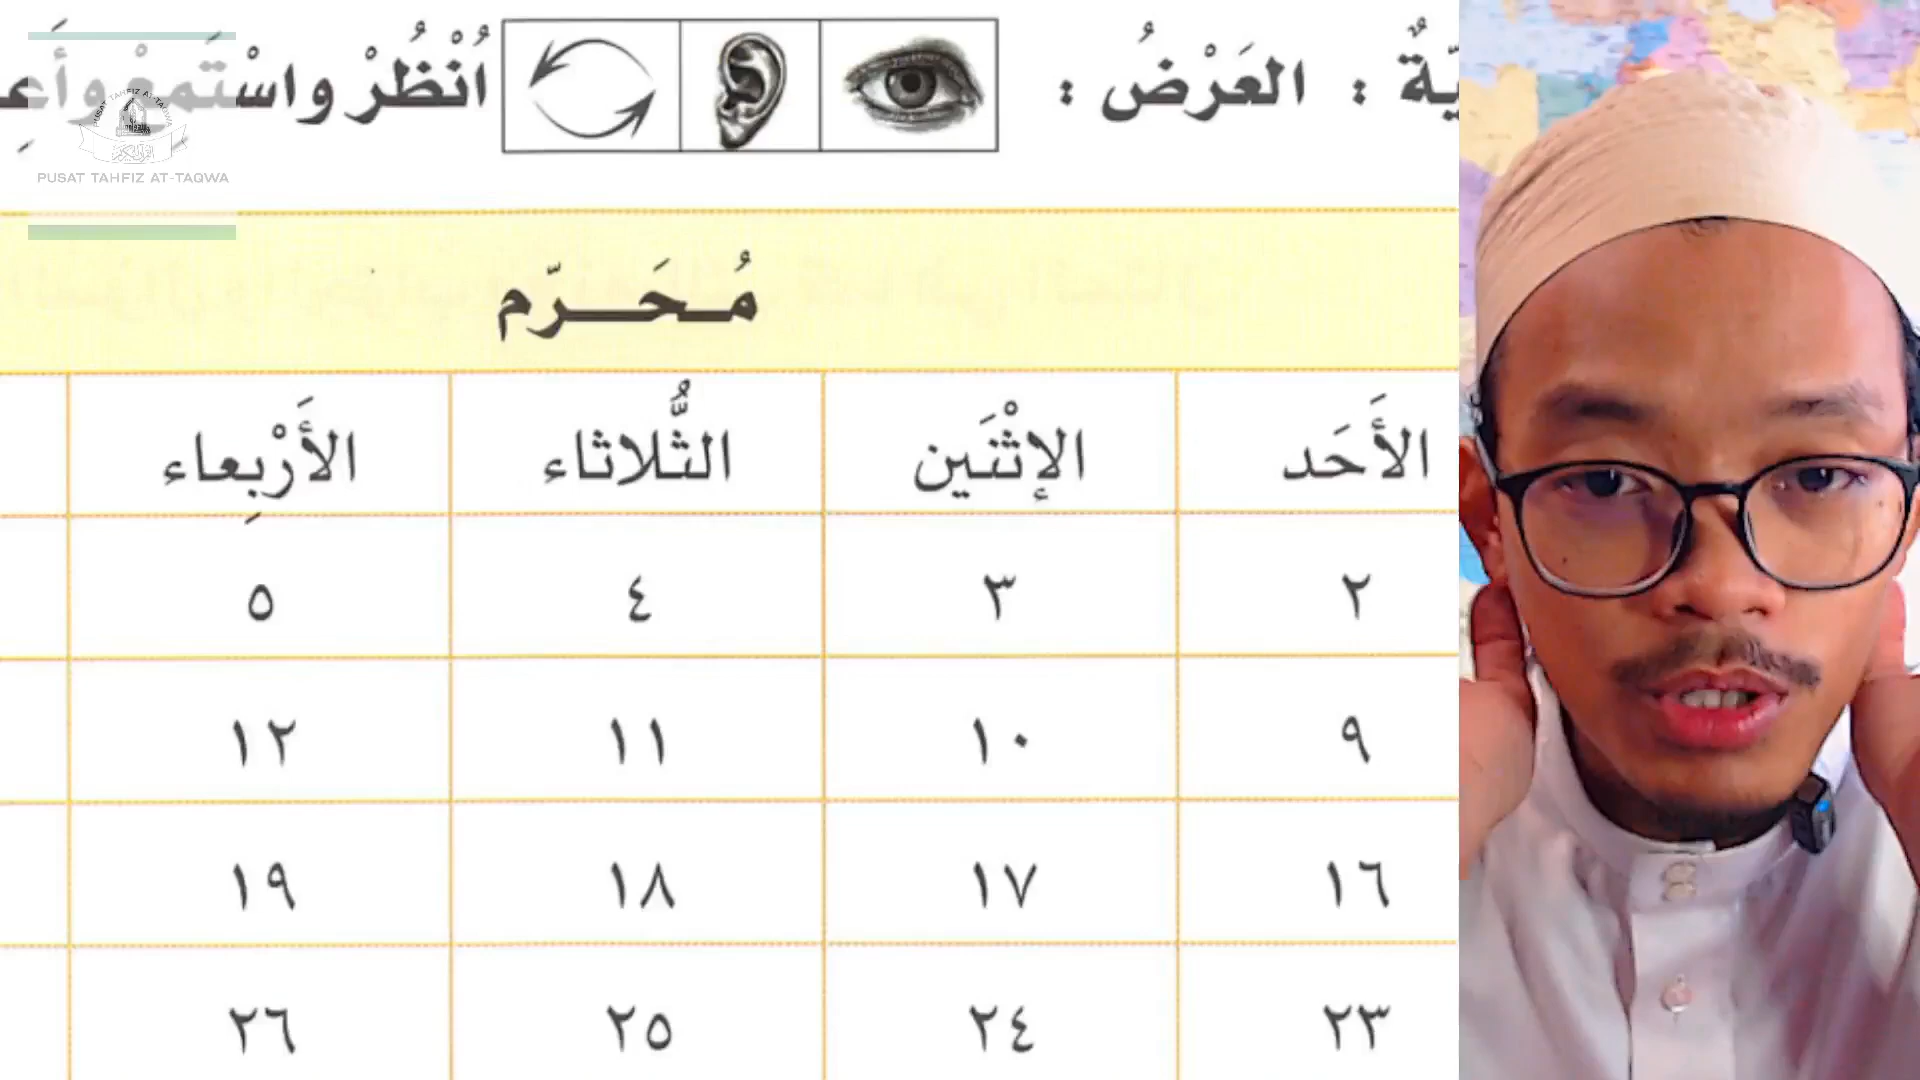 العَرْضُ : اُنْظُرْ واسْتَمِعْ وأَعِ
PUSAT TAHFIZ AT-TAQWA
مُحَرّم
الأَحَد الإثْنَين الثُّلاثاء الأَرْبِعاء
٢ ٣ ٤ ٥
٩ ١٠ ١١ ١٢
١٦ ١٧ ١٨ ١٩
٢٣ ٢٤ ٢٥ ٢٦